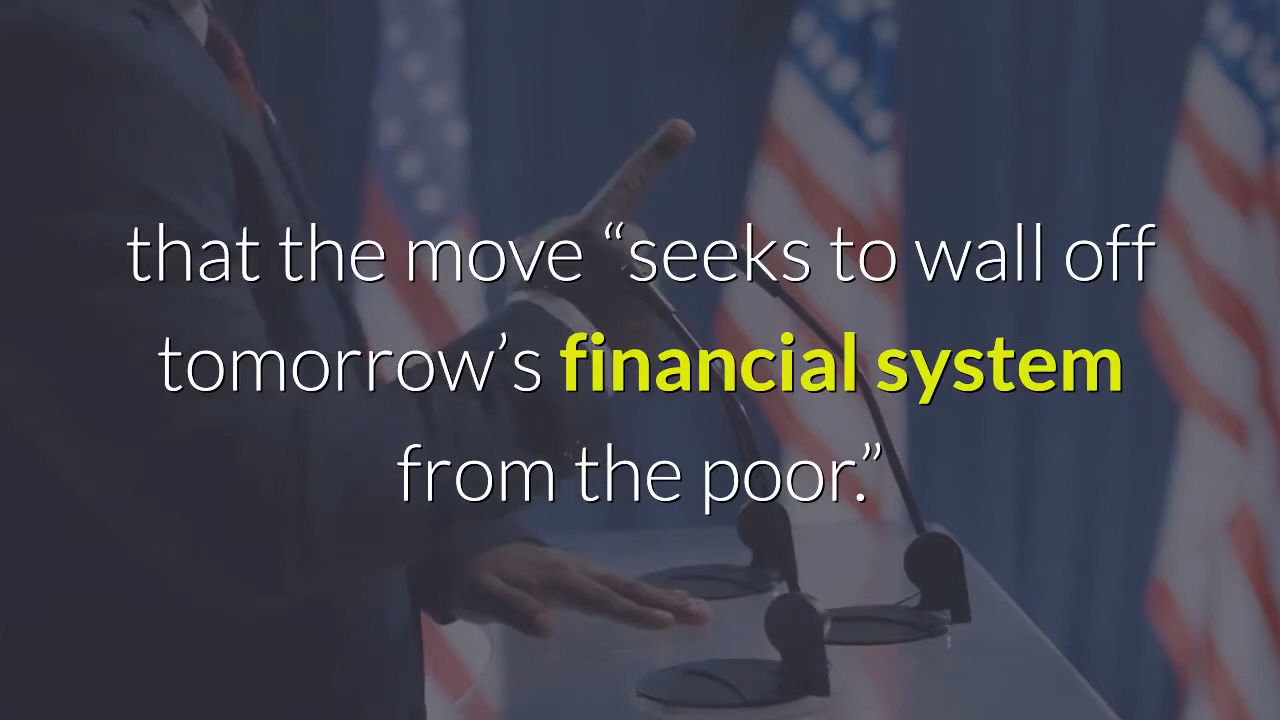 that the move “seeks to wall off
tomorrow’s financial system
from the poor.”